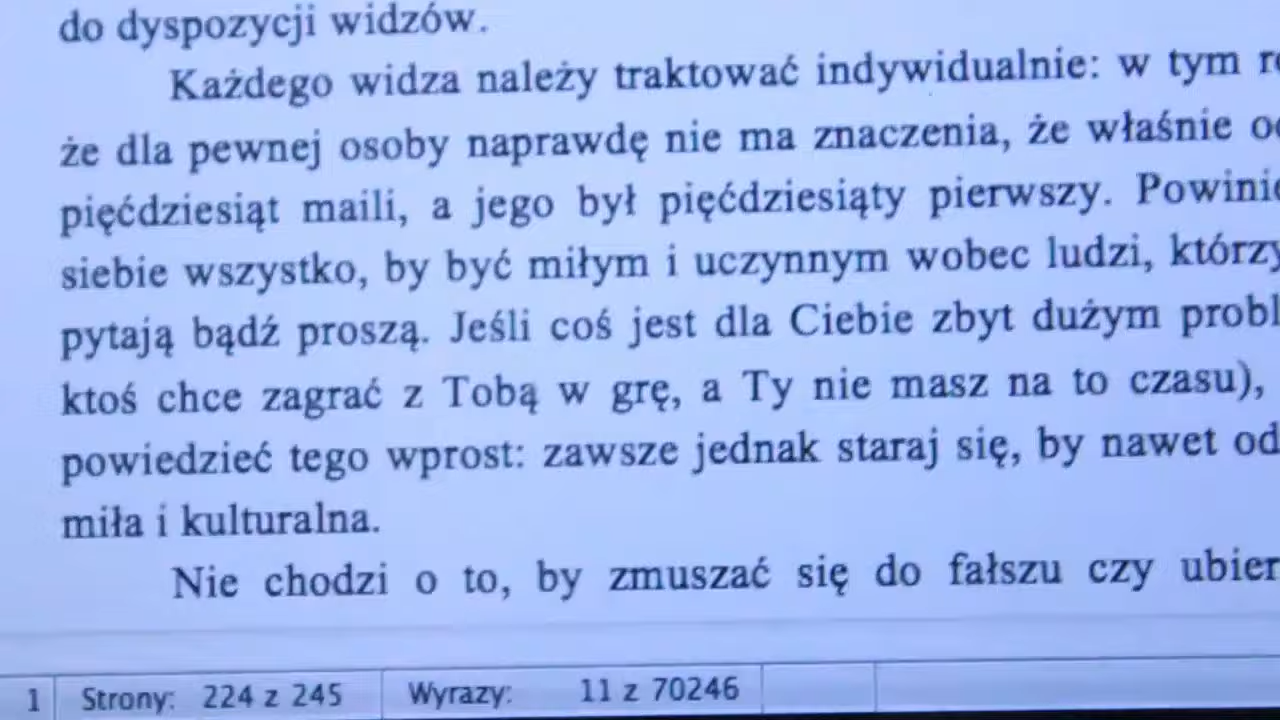 do dyspozycji widzów.
Każdego widza należy traktować indywidualnie: w tym
że dla pewnej osoby naprawdę nie ma znaczenia, że właśnie
pięćdziesiąt maili, a jego był pięćdziesiąty pierwszy.
siebie wszystko, by być miłym i uczynnym wobec ludzi, którzy
pytają bądź proszą. Jeśli coś jest dla Ciebie zbyt dużym
ktoś chce zagrać z Tobą w grę, a Ty nie masz na to czasu),
powiedzieć tego wprost: zawsze jednak staraj się, by nawet
miła i kulturalna.
Nie chodzi o to, by zmuszać się do fałszu czy
1 Strony: 224 z 245 Wyrazy: 11 z 70246